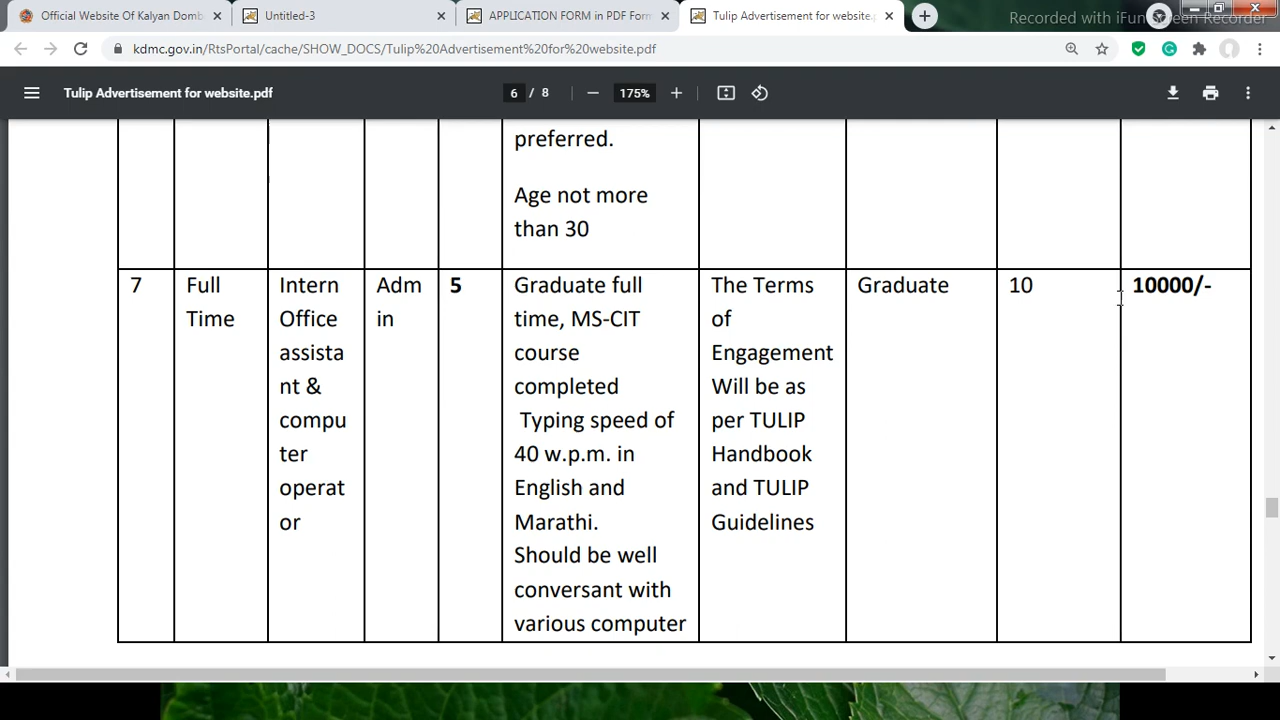 Official Website Of Kalyan Domb
Untitled-3
APPLICATION FORM in PDF Form
Tulip Advertisement for website.p
Recorded with iFun Screen Recorder
kdmc.gov.in/RtsPortal/cache/SHOW_DOCS/Tulip%20Advertisement%20for%20website.pdf
Tulip Advertisement for website.pdf
6 / 8
175%
preferred.
Age not more
than 30
7
Full
Time
Intern
Office
assista
nt &
compu
ter
operat
or
Adm
in
5
Graduate full
time, MS-CIT
course
completed
Typing speed of
40 w.p.m. in
English and
Marathi.
Should be well
conversant with
various computer
The Terms
of
Engagement
Will be as
per TULIP
Handbook
and TULIP
Guidelines
Graduate
10
10000/-